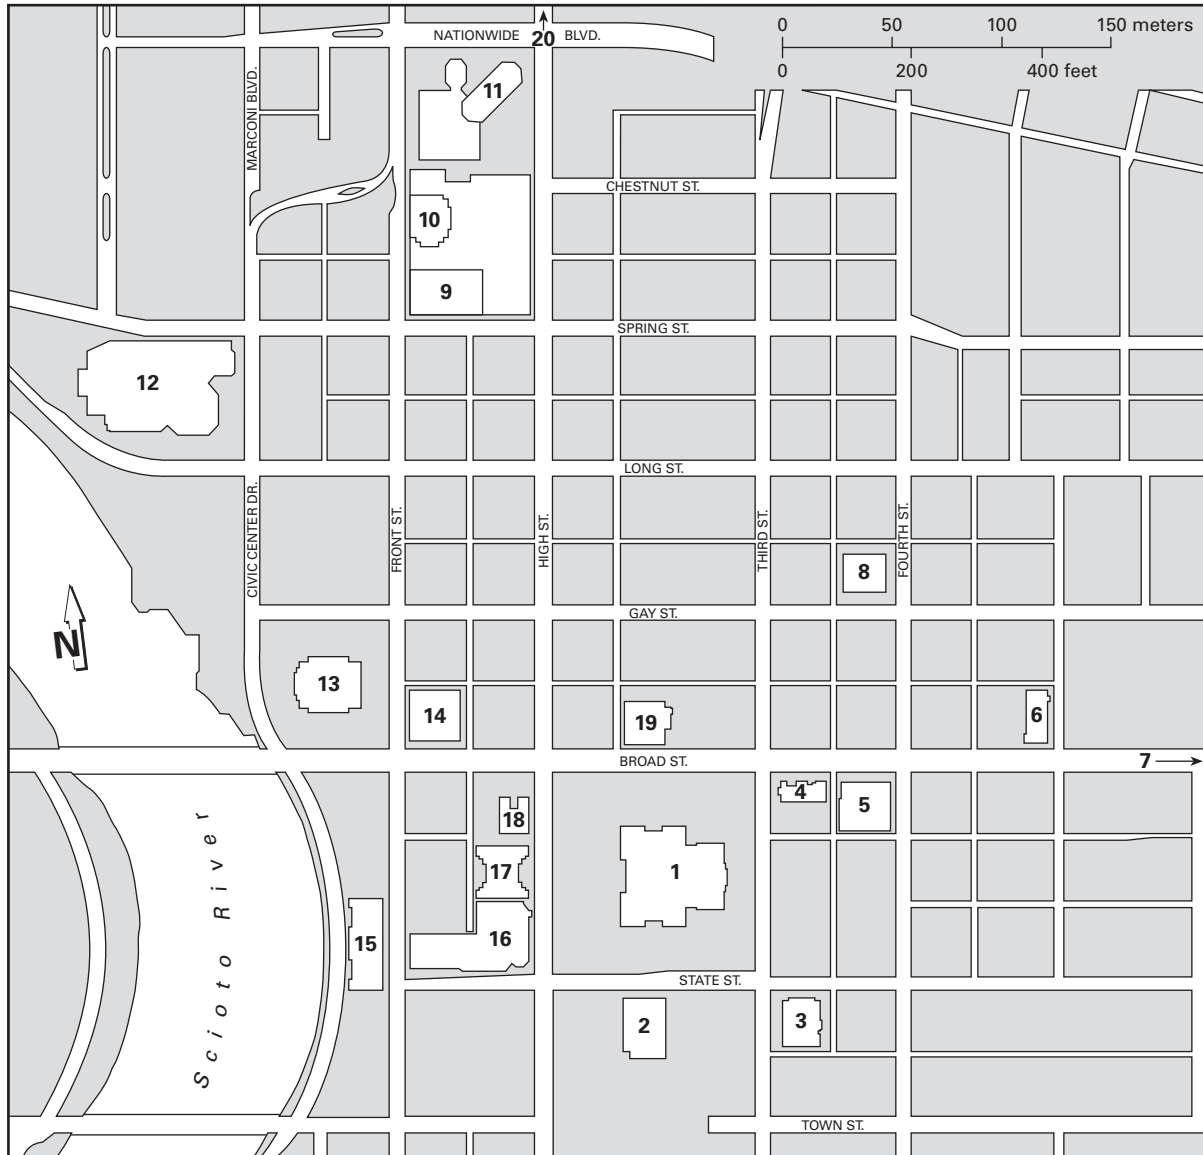 0 50 100 150 meters
0 200 400 feet
NATIONWIDE 20 BLVD.
11
MARCONI BLVD.
CHESTNUT ST.
10
9
SPRING ST.
12
LONG ST.
CIVIC CENTER DR.
FRONT ST.
HIGH ST.
THIRD ST.
FOURTH ST.
8
GAY ST.
N
13
14
19
6
BROAD ST.
7
4
5
18
17
1
Scioto River
15
16
STATE ST.
2
3
TOWN ST.